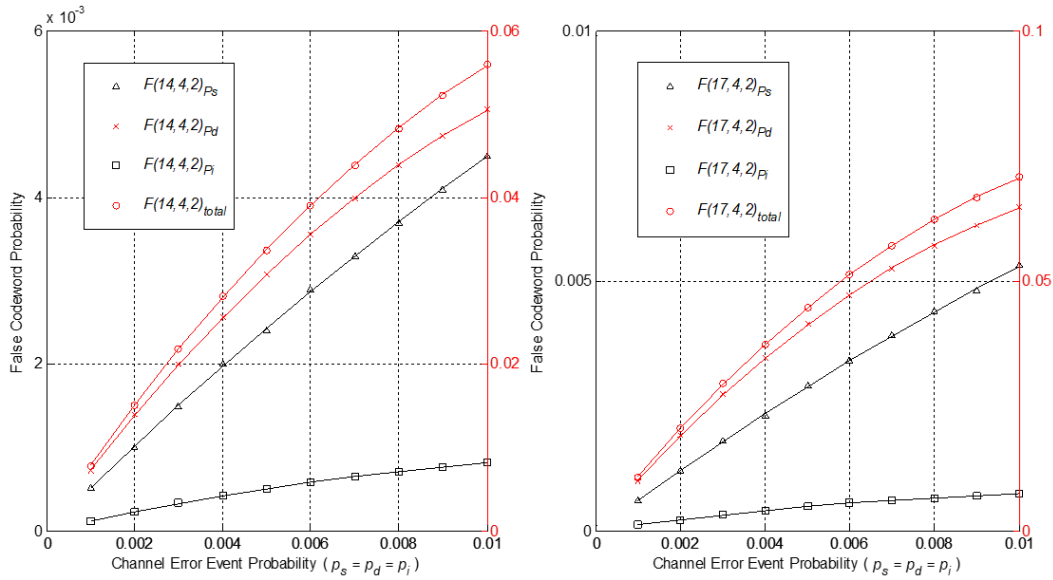 6 × 10⁻³
0.06
F(14,4,2)Ps
F(14,4,2)Pd
F(14,4,2)Pi
F(14,4,2)total
4
0.04
2
0.02
0
0
False Codeword Probability
0
0.002
0.004
0.006
0.008
0.01
Channel Error Event Probability ( ps = pd = pi )
0.01
0.1
F(17,4,2)Ps
F(17,4,2)Pd
F(17,4,2)Pi
F(17,4,2)total
0.005
0.05
0
0
False Codeword Probability
0
0.002
0.004
0.006
0.008
0.01
Channel Error Event Probability ( ps = pd = pi )